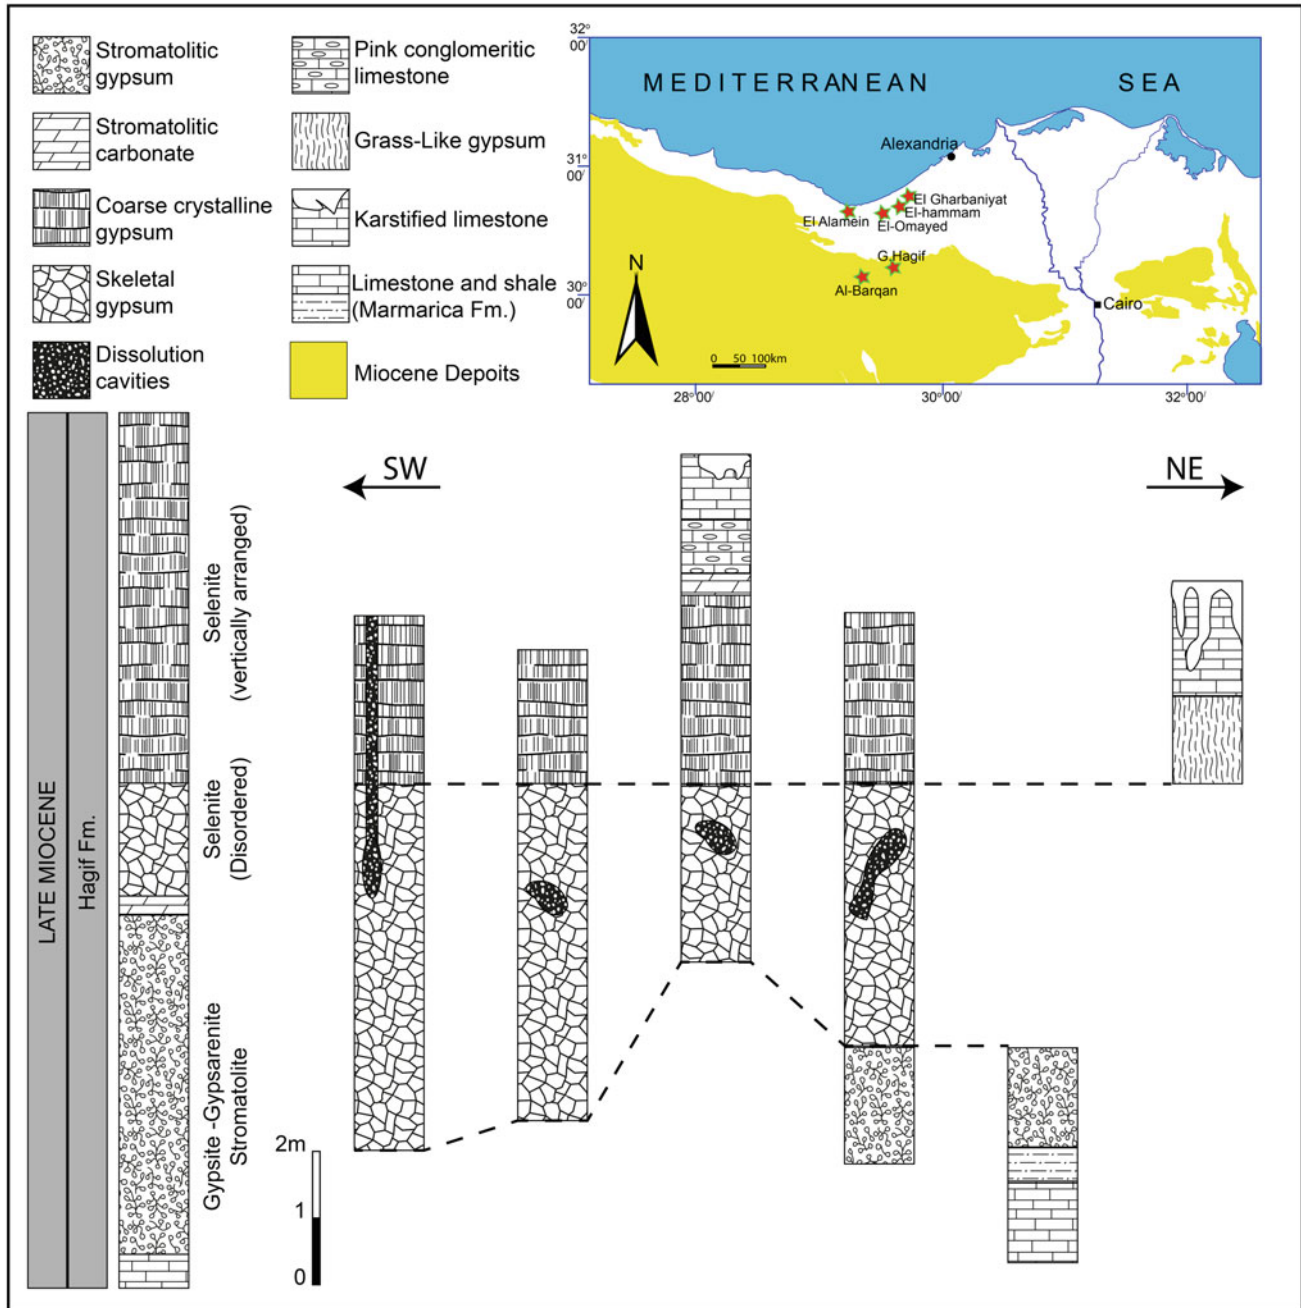 Stromatolitic
gypsum
Stromatolitic
carbonate
Coarse crystalline
gypsum
Skeletal
gypsum
Dissolution
cavities
Pink conglomeritic
limestone
Grass-Like gypsum
Karstified limestone
Limestone and shale
(Marmarica Fm.)
Miocene Depoits
32
00'
31°
00'
30°
00'
MEDITERRANEAN SEA
Alexandria
El Gharbaniyat
El-hammam
El Alamein
El-Omayed
G.Hagif
Al-Barqan
Cairo
N
0 50 100km
28°00'
30°00'
32°00'
LATE MIOCENE
Hagif Fm.
Selenite
(vertically arranged)
Selenite
(Disordered)
Gypsite -Gypsarenite
Stromatolite
SW
NE
2m
1
0